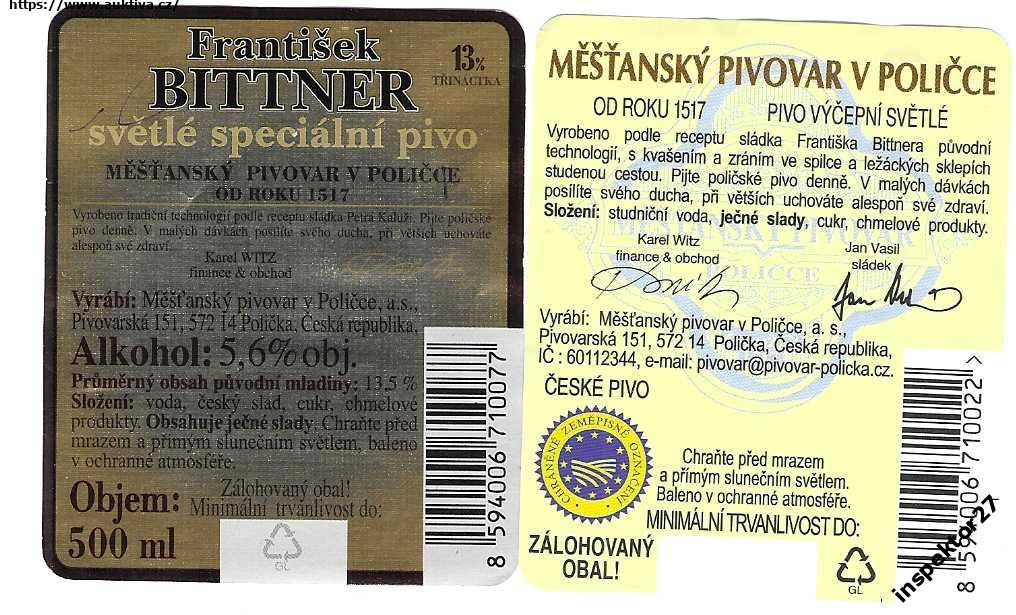 https://www.auktiva.cz/
František
BITTNER
13%
TŘINÁCTKA
světlé speciální pivo
MĚŠŤANSKÝ PIVOVAR V POLIČCE
OD ROKU 1517
Vyrobeno tradiční technologií podle receptu sládka Petra Kaluži. Pijte poličské
pivo denně. V malých dávkách posílíte svého ducha, při větších uchováte
alespoň své zdraví.
Karel WITZ
finance & obchod
Vyrábí: Měšťanský pivovar v Poličce, a.s.,
Pivovarská 151, 572 14 Polička, Česká republika,
Alkohol: 5,6% obj.
Průměrný obsah původní mladiny: 13,5 %
Složení: voda, český slad, cukr, chmelové
produkty. Obsahuje ječné slady. Chraňte před
mrazem a přímým slunečním světlem, baleno
v ochranné atmosféře.
Objem:
500 ml
Zálohovaný obal!
Minimální trvanlivost do:
GL
8 594006 710077
MĚŠŤANSKÝ PIVOVAR V POLIČCE
OD ROKU 1517
PIVO VÝČEPNÍ SVĚTLÉ
Vyrobeno podle receptu sládka Františka Bittnera původní
technologií, s kvašením a zráním ve spilce a ležáckých sklepích
studenou cestou. Pijte poličské pivo denně. V malých dávkách
posílíte svého ducha, při větších uchováte alespoň své zdraví.
Složení: studniční voda, ječné slady, cukr, chmelové produkty.
MĚŠŤANSKÝ PIVOVAR
POLIČCE
Karel Witz
finance & obchod
Jan Vasil
sládek
Vyrábí: Měšťanský pivovar v Poličce, a. s.,
Pivovarská 151, 572 14 Polička, Česká republika,
IČ : 60112344, e-mail: pivovar@pivovar-policka.cz.
ČESKÉ PIVO
CHRÁNĚNÉ ZEMĚPISNÉ OZNAČENÍ
Chraňte před mrazem
a přímým slunečním světlem.
Baleno v ochranné atmosféře.
MINIMÁLNÍ TRVANLIVOST DO:
ZÁLOHOVANÝ
OBAL!
GL
8 594006 710022 >
inspektor27